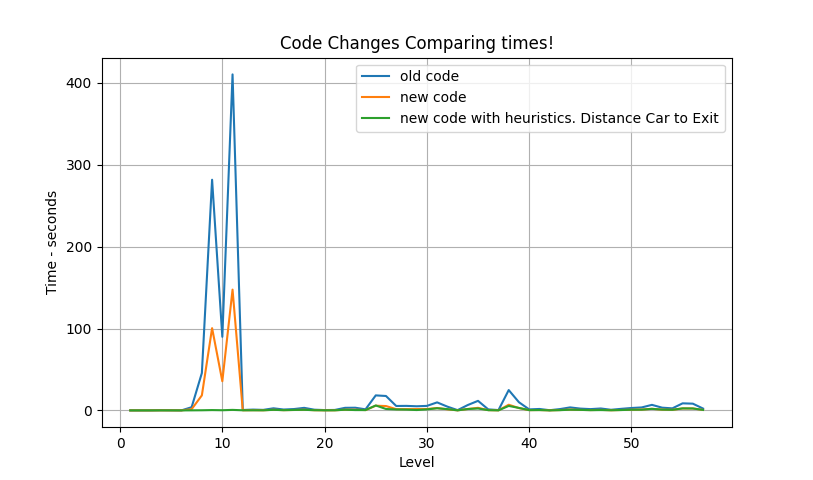 Code Changes Comparing times!
old code
new code
new code with heuristics. Distance Car to Exit
Time - seconds
400
300
200
100
0
0 10 20 30 40 50
Level